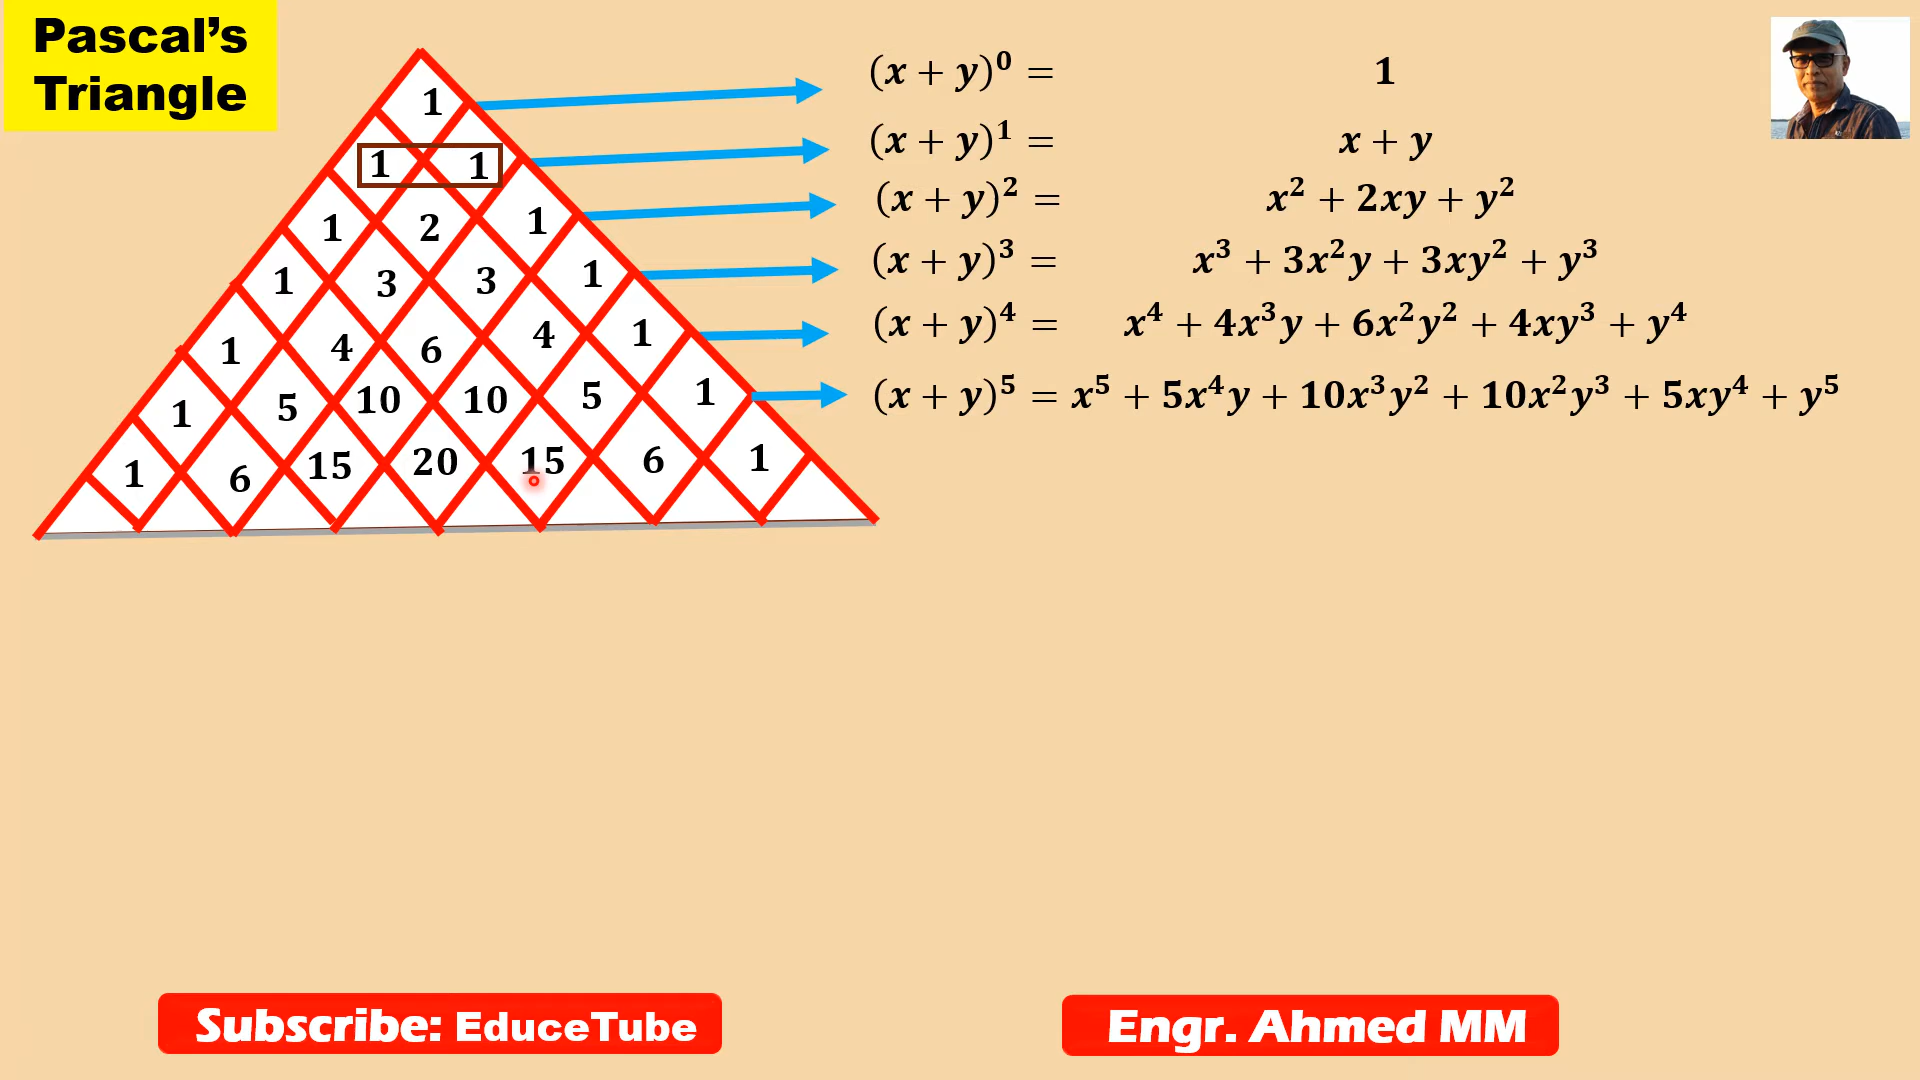 Pascal's
Triangle
1
1 1
1 2 1
1 3 3 1
1 4 6 4 1
1 5 10 10 5 1
1 6 15 20 15 6 1
(x + y)⁰ = 1
(x + y)¹ = x + y
(x + y)² = x² + 2xy + y²
(x + y)³ = x³ + 3x²y + 3xy² + y³
(x + y)⁴ = x⁴ + 4x³y + 6x²y² + 4xy³ + y⁴
(x + y)⁵ = x⁵ + 5x⁴y + 10x³y² + 10x²y³ + 5xy⁴ + y⁵
Subscribe: EduceTube
Engr. Ahmed MM